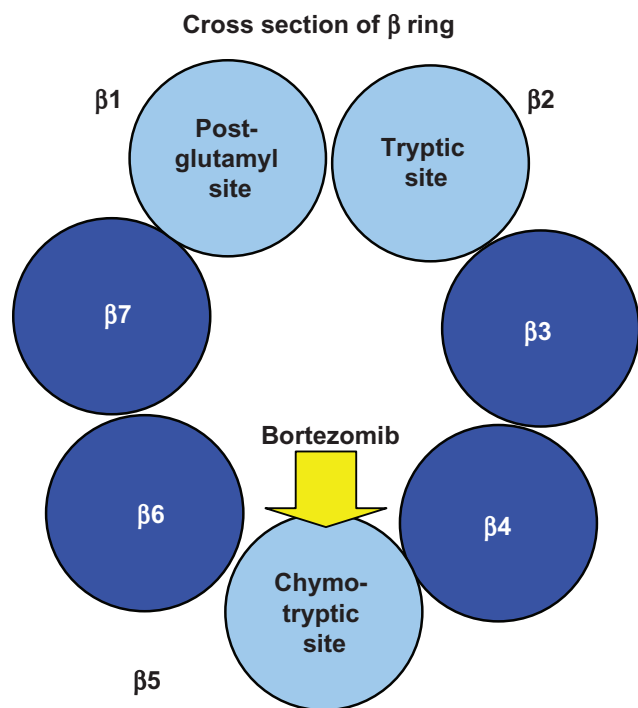 Cross section of β ring
β1
β2
Post-
glutamyl
site
Tryptic
site
β7
β3
Bortezomib
β6
β4
Chymo-
tryptic
site
β5